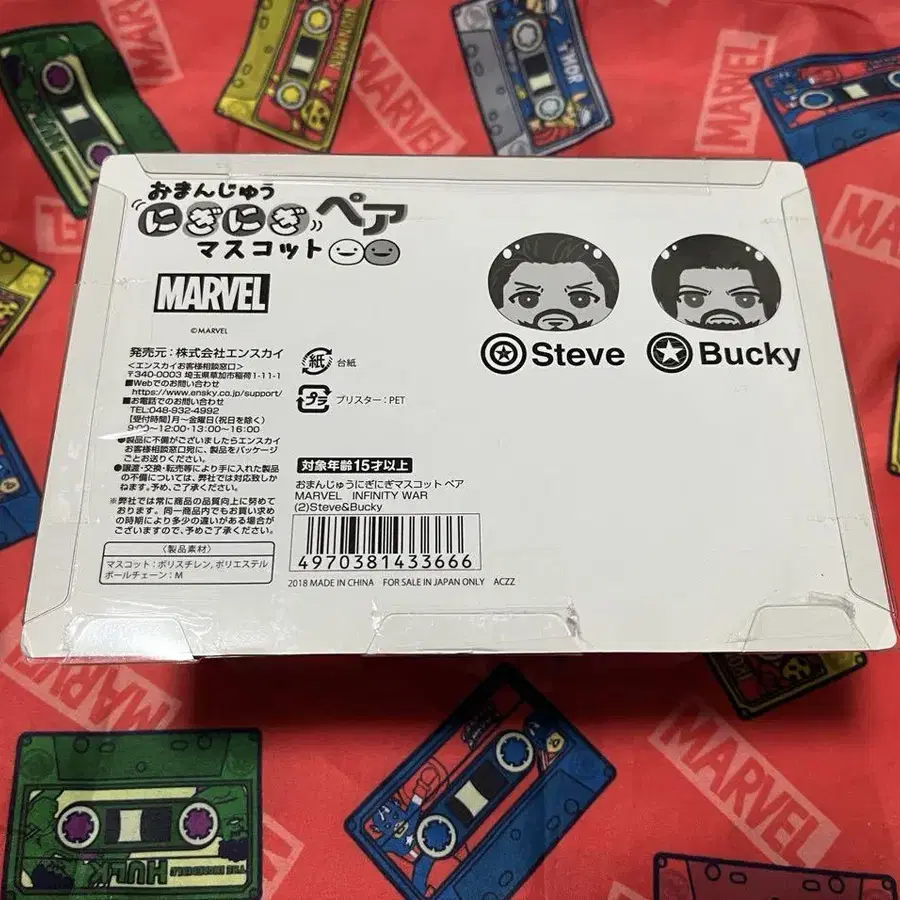 おまんじゅう
にぎにぎ ペア
マスコット
MARVEL
©MARVEL
発売元：株式会社エンスカイ
＜エンスカイお客様相談窓口＞
〒340-0003 埼玉県草加市稲荷1-11-1
■Webでのお問い合わせ
https://www.ensky.co.jp/support/
■お電話でのお問い合わせ
TEL:048-932-4992
【受付時間】月～金曜日(祝日を除く)
9:00～12:00・13:00～16:00
●製品に不備がございましたらエンスカイ
お客様相談窓口宛に、製品をパッケージ
ごとお送りください。
●譲渡・交換・転売等により手に入れた製品
の不備については、弊社では対応致しかね
ます。予め、ご了承ください。
※弊社では常に商品の品質向上に努めて
おります。同一商品内でもお買い求め
の時期により多少の違いがある場合が
ございますので、予めご了承ください。
〈製品素材〉
マスコット：ポリスチレン, ポリエステル
ボールチェーン：M
紙 台紙
プラ ブリスター：PET
対象年齢15才以上
おまんじゅうにぎにぎマスコット ペア
MARVEL INFINITY WAR
(2)Steve&Bucky
4970381433666
2018 MADE IN CHINA FOR SALE IN JAPAN ONLY ACZZ
Steve
Bucky
MARVEL
IRON MAN
THOR
MARVEL
MARVEL
MARVEL
MARVEL
MARVEL
HULK